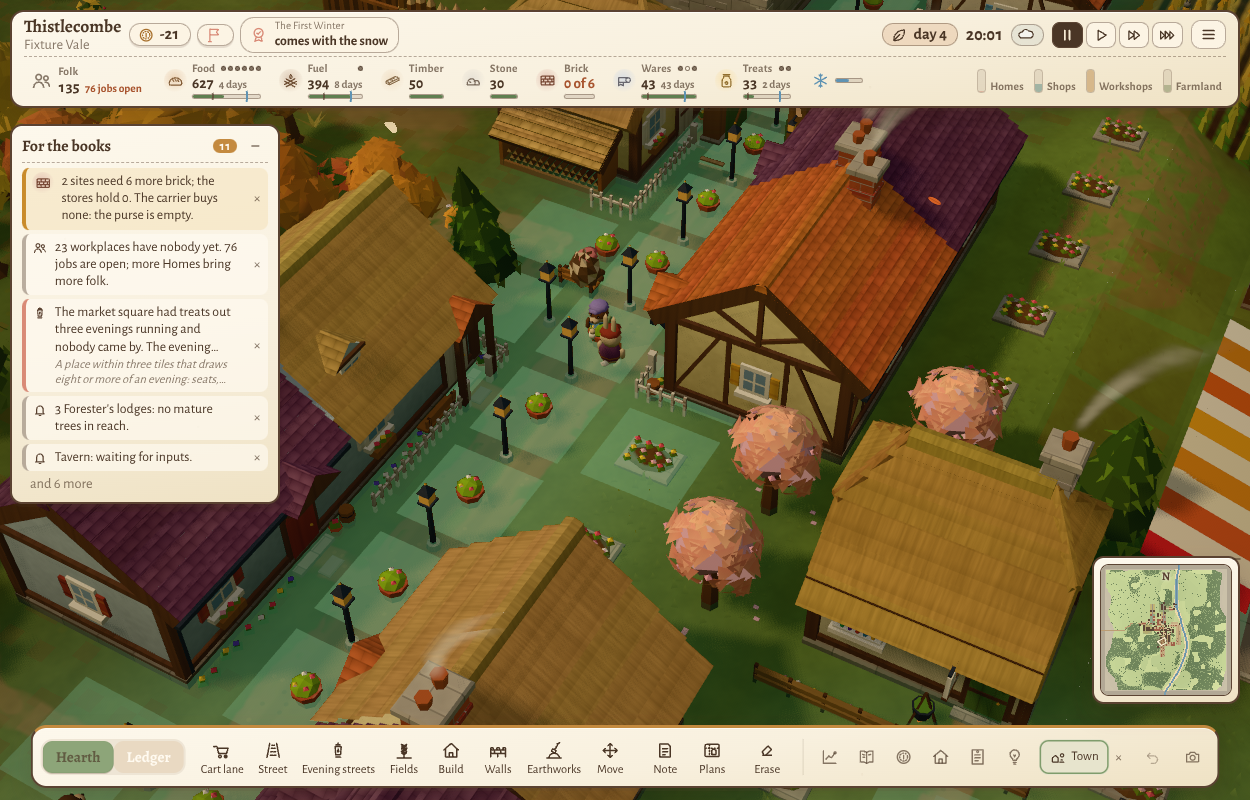 Thistlecombe
Fixture Vale
-21
The First Winter
comes with the snow
day 4
20:01
Folk
135 76 jobs open
Food
627 4 days
Fuel
394 8 days
Timber
50
Stone
30
Brick
0 of 6
Wares
43 43 days
Treats
33 2 days
Homes
Shops
Workshops
Farmland
For the books
11
2 sites need 6 more brick; the
stores hold 0. The carrier buys
none: the purse is empty.
23 workplaces have nobody yet. 76
jobs are open; more Homes bring
more folk.
The market square had treats out
three evenings running and
nobody came by. The evening...
A place within three tiles that draws
eight or more of an evening: seats,...
3 Forester's lodges: no mature
trees in reach.
Tavern: waiting for inputs.
and 6 more
N
Hearth
Ledger
Cart lane
Street
Evening streets
Fields
Build
Walls
Earthworks
Move
Note
Plans
Erase
Town